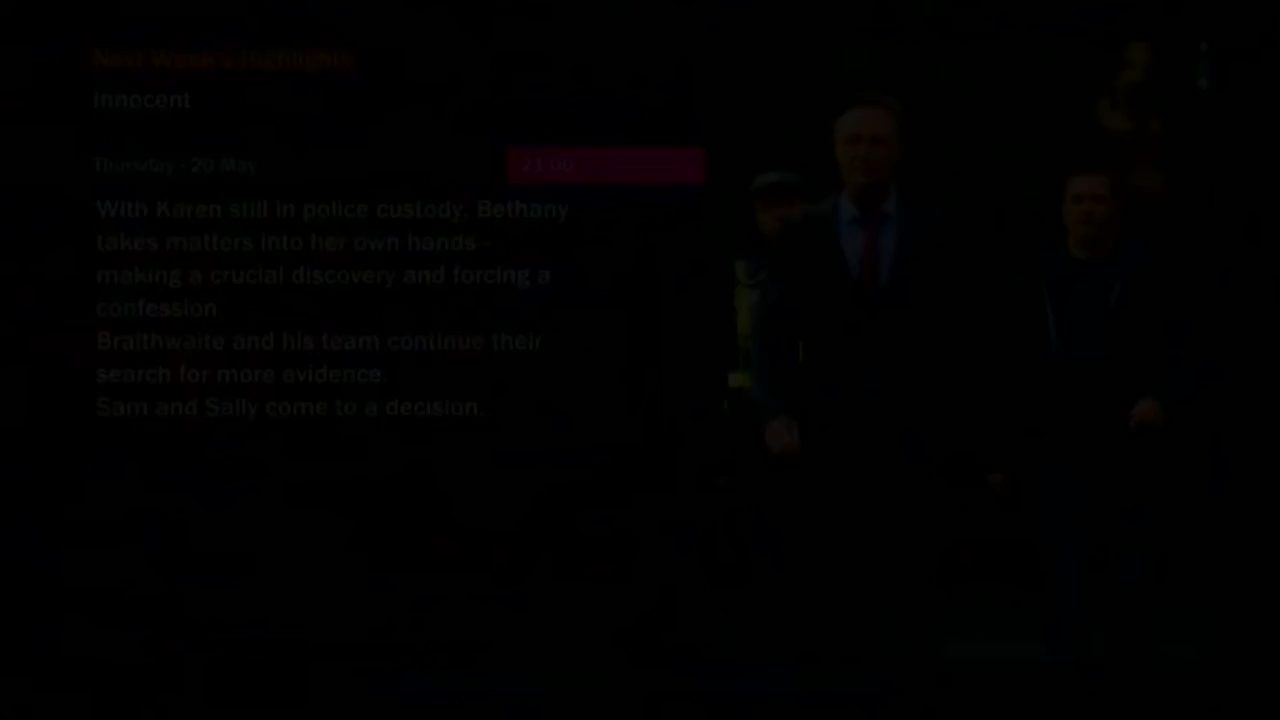 Next Week's Highlights
innocent
Thursday - 20 May
21:00
With Karen still in police custody, Bethany
takes matters into her own hands -
making a crucial discovery and forcing a
confession.
Braithwaite and his team continue their
search for more evidence.
Sam and Sally come to a decision.